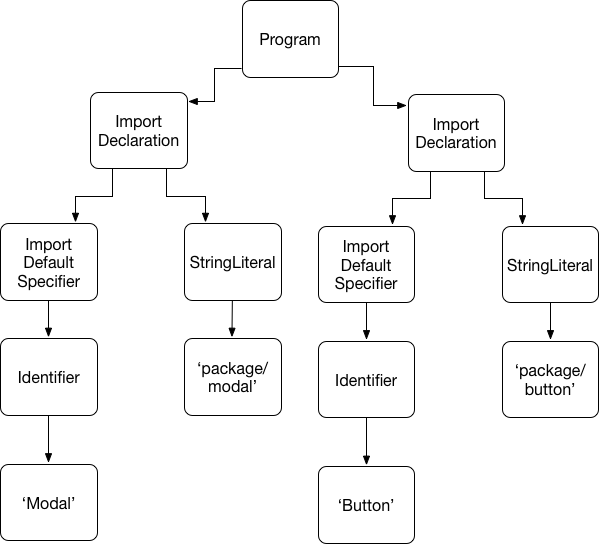 Program
Import
Declaration
Import
Declaration
Import
Default
Specifier
StringLiteral
Import
Default
Specifier
StringLiteral
Identifier
‘package/
modal’
Identifier
‘package/
button’
‘Modal’
‘Button’